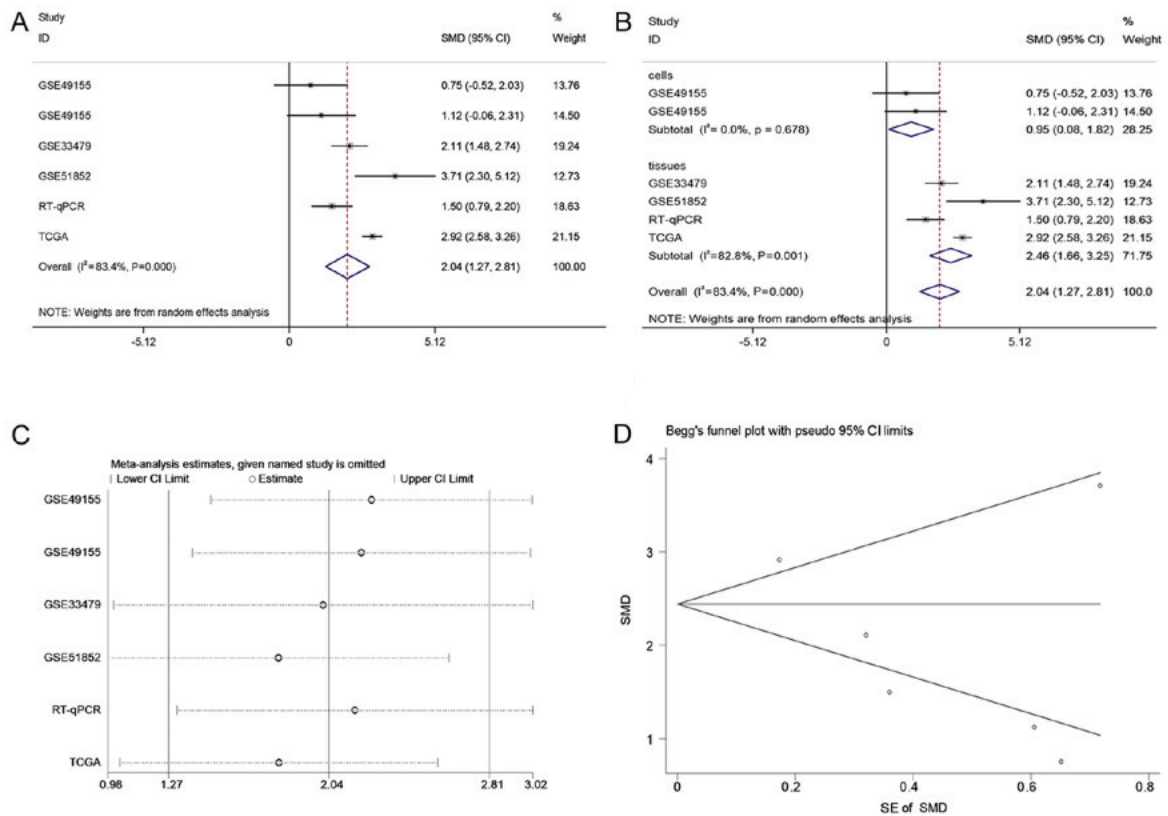 A
Study
%
ID
SMD (95% CI)
Weight
GSE49155
0.75 (-0.52, 2.03)
13.76
GSE49155
1.12 (-0.06, 2.31)
14.50
GSE33479
2.11 (1.48, 2.74)
19.24
GSE51852
3.71 (2.30, 5.12)
12.73
RT-qPCR
1.50 (0.79, 2.20)
18.63
TCGA
2.92 (2.58, 3.26)
21.15
Overall (I²=83.4%, P=0.000)
2.04 (1.27, 2.81)
100.00
NOTE: Weights are from random effects analysis
-5.12
0
5.12
B
Study
%
ID
SMD (95% CI)
Weight
cells
GSE49155
0.75 (-0.52, 2.03)
13.76
GSE49155
1.12 (-0.06, 2.31)
14.50
Subtotal (I²= 0.0%, p = 0.678)
0.95 (0.08, 1.82)
28.25
tissues
GSE33479
2.11 (1.48, 2.74)
19.24
GSE51852
3.71 (2.30, 5.12)
12.73
RT-qPCR
1.50 (0.79, 2.20)
18.63
TCGA
2.92 (2.58, 3.26)
21.15
Subtotal (I²=82.8%, P=0.001)
2.46 (1.66, 3.25)
71.75
Overall (I²=83.4%, P=0.000)
2.04 (1.27, 2.81)
100.0
NOTE: Weights are from random effects analysis
-5.12
0
5.12
C
Meta-analysis estimates, given named study is omitted
Lower CI Limit
Estimate
Upper CI Limit
GSE49155
GSE49155
GSE33479
GSE51852
RT-qPCR
TCGA
0.98
1.27
2.04
2.81
3.02
D
Begg's funnel plot with pseudo 95% CI limits
4
3
2
1
SMD
0
0.2
0.4
0.6
0.8
SE of SMD